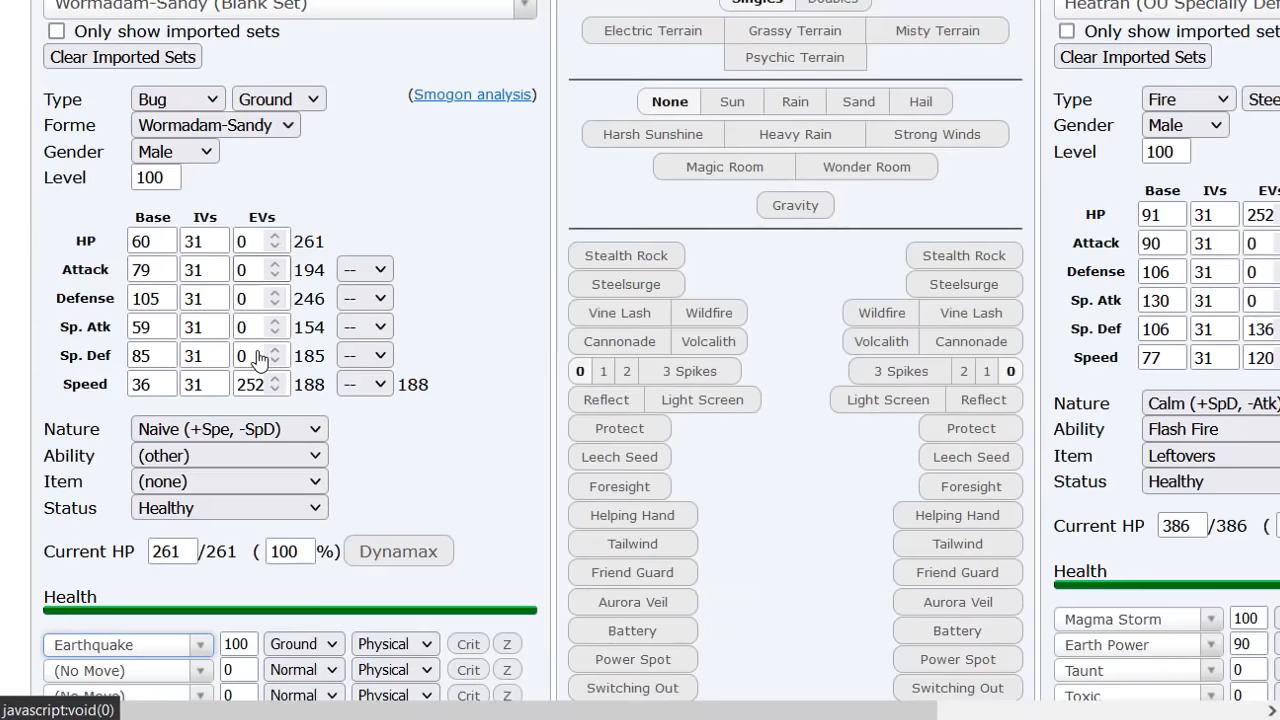 Wormadam-Sandy (Blank Set)
Only show imported sets
Clear Imported Sets
Type Bug Ground (Smogon analysis)
Forme Wormadam-Sandy
Gender Male
Level 100
Base IVs EVs
HP 60 31 0 261
Attack 79 31 0 194 --
Defense 105 31 0 246 --
Sp. Atk 59 31 0 154 --
Sp. Def 85 31 0 185 --
Speed 36 31 252 188 -- 188
Nature Naive (+Spe, -SpD)
Ability (other)
Item (none)
Status Healthy
Current HP 261 /261 ( 100 %) Dynamax
Health
Earthquake 100 Ground Physical Crit Z
(No Move) 0 Normal Physical Crit Z
(No Move) 0 Normal Physical Crit Z
javascript:void(0)
Singles Doubles
Electric Terrain Grassy Terrain Misty Terrain
Psychic Terrain
None Sun Rain Sand Hail
Harsh Sunshine Heavy Rain Strong Winds
Magic Room Wonder Room
Gravity
Stealth Rock Stealth Rock
Steelsurge Steelsurge
Vine Lash Wildfire Wildfire Vine Lash
Cannonade Volcalith Volcalith Cannonade
0 1 2 3 Spikes 3 Spikes 2 1 0
Reflect Light Screen Light Screen Reflect
Protect Protect
Leech Seed Leech Seed
Foresight Foresight
Helping Hand Helping Hand
Tailwind Tailwind
Friend Guard Friend Guard
Aurora Veil Aurora Veil
Battery Battery
Power Spot Power Spot
Switching Out Switching Out
Heatran (OU Specially De
Only show imported set
Clear Imported Sets
Type Fire Stee
Gender Male
Level 100
Base IVs EVs
HP 91 31 252
Attack 90 31 0
Defense 106 31 0
Sp. Atk 130 31 0
Sp. Def 106 31 136
Speed 77 31 120
Nature Calm (+SpD, -Atk)
Ability Flash Fire
Item Leftovers
Status Healthy
Current HP 386 /386 (
Health
Magma Storm 100
Earth Power 90
Taunt 0
Toxic 0